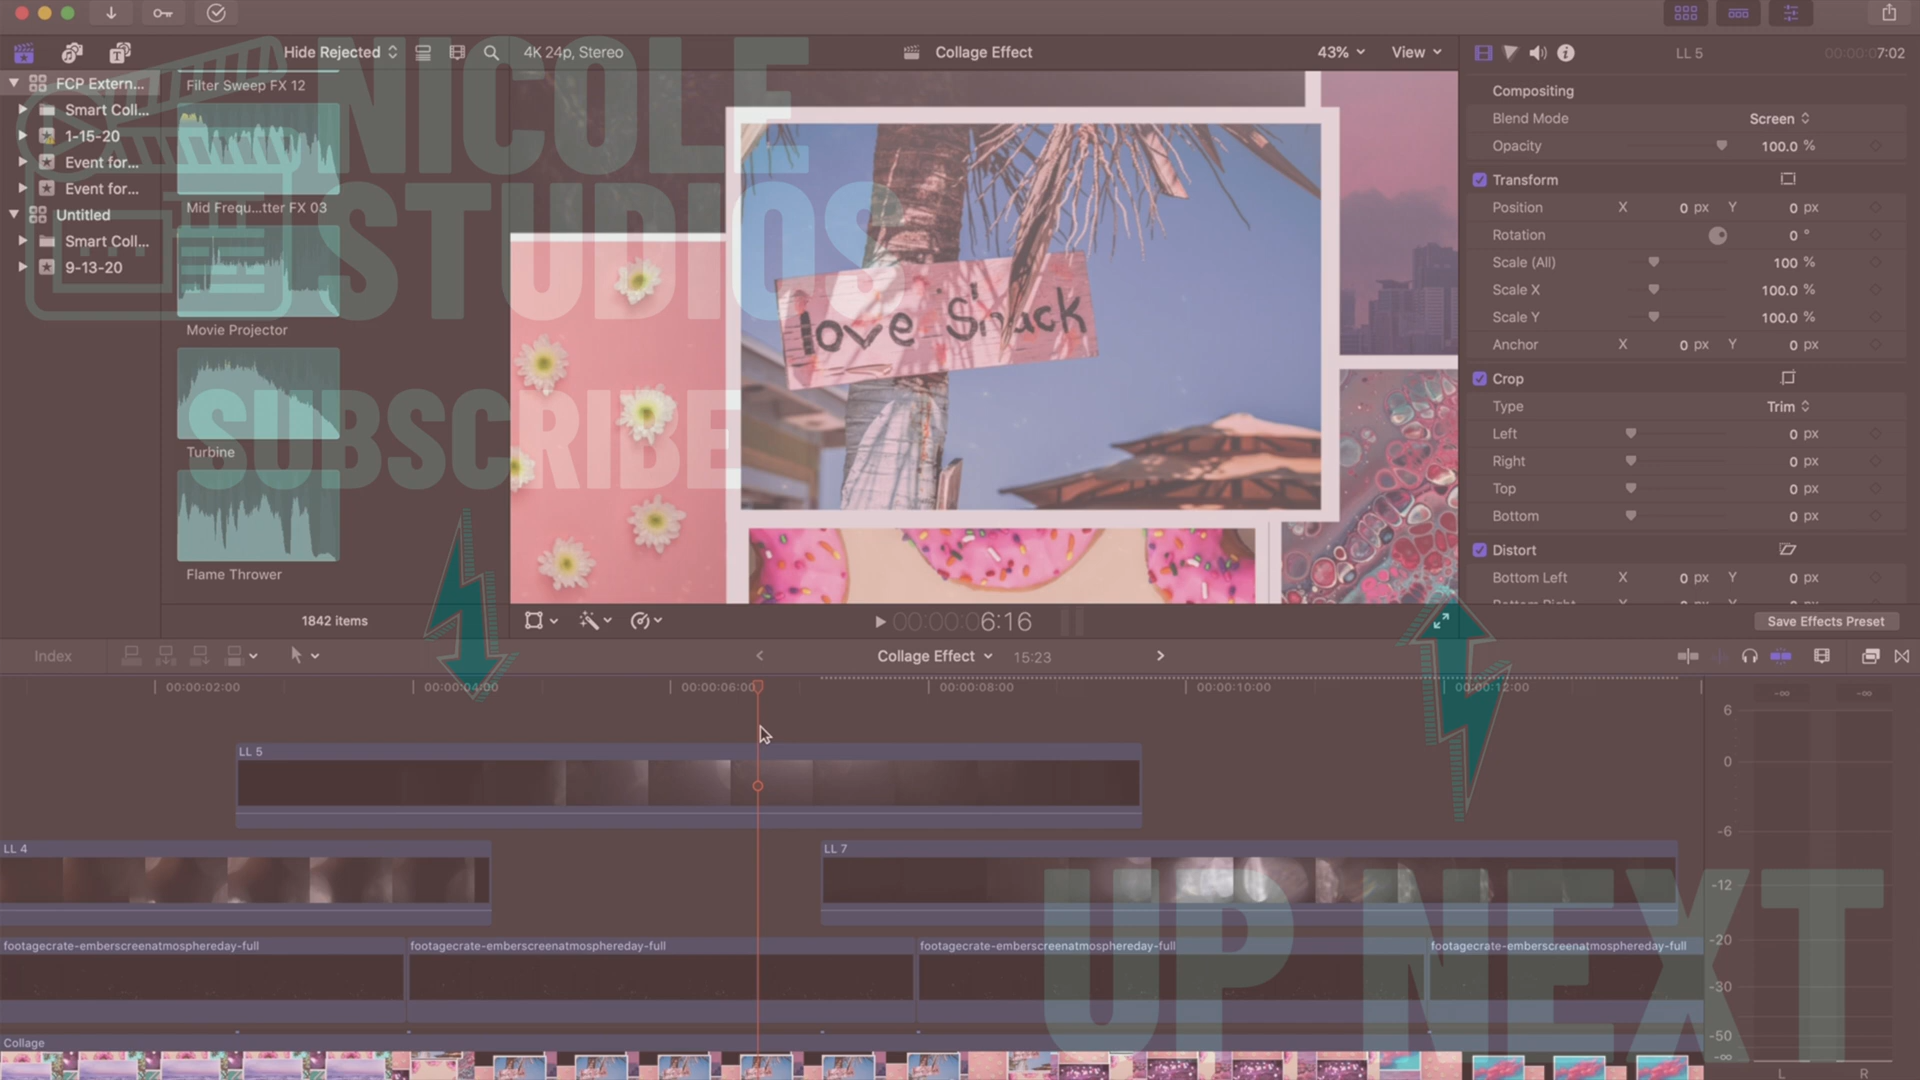 Hide Rejected
4K 24p, Stereo
Collage Effect
43%
View
LL 5
00:00:07:02
FCP Extern...
Smart Coll...
1-15-20
Event for...
Event for...
Untitled
Smart Coll...
9-13-20
Filter Sweep FX 12
Mid Frequ...tter FX 03
Movie Projector
Turbine
Flame Thrower
1842 items
NICOLE
STUDIOS
SUBSCRIBE
love Shack
Compositing
Blend Mode Screen
Opacity 100.0 %
Transform
Position X 0 px Y 0 px
Rotation 0 °
Scale (All) 100 %
Scale X 100.0 %
Scale Y 100.0 %
Anchor X 0 px Y 0 px
Crop
Type Trim
Left 0 px
Right 0 px
Top 0 px
Bottom 0 px
Distort
Bottom Left X 0 px Y 0 px
Save Effects Preset
00:00:06:16
Index
Collage Effect 15:23
00:00:02:00 00:00:04:00 00:00:06:00 00:00:08:00 00:00:10:00 00:00:12:00
LL 5
LL 4
LL 7
footagecrate-emberscreenatmosphereday-full
footagecrate-emberscreenatmosphereday-full
footagecrate-emberscreenatmosphereday-full
footagecrate-emberscreenatmosphereday-full
Collage
UP NEXT
-∞ -∞
6
0
-6
-12
-20
-30
-50
-∞
L R